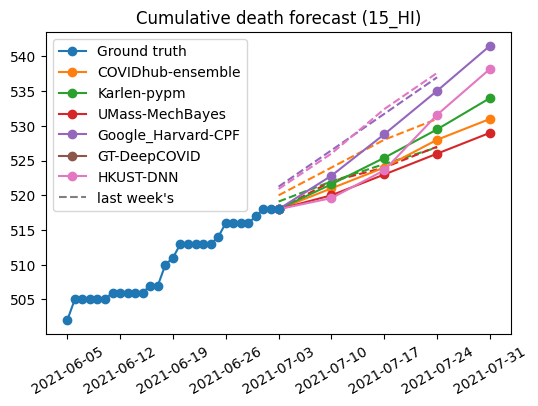 Cumulative death forecast (15_HI)
Ground truth
COVIDhub-ensemble
Karlen-pypm
UMass-MechBayes
Google_Harvard-CPF
GT-DeepCOVID
HKUST-DNN
last week's
540
535
530
525
520
515
510
505
2021-06-05
2021-06-12
2021-06-19
2021-06-26
2021-07-03
2021-07-10
2021-07-17
2021-07-24
2021-07-31